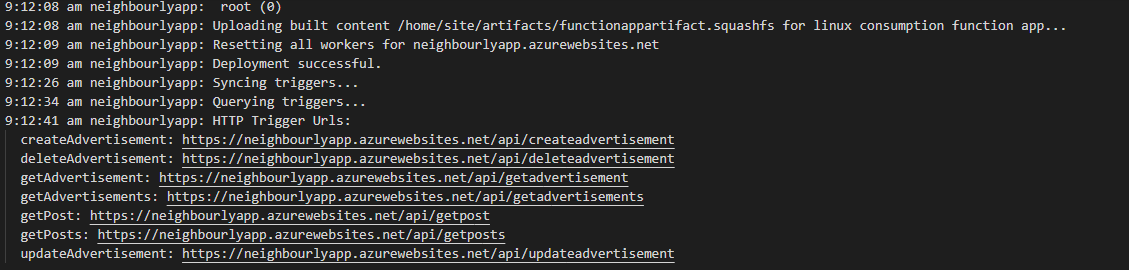 9:12:08 am neighbourlyapp:  root (0)
9:12:08 am neighbourlyapp: Uploading built content /home/site/artifacts/functionappartifact.squashfs for linux consumption function app...
9:12:09 am neighbourlyapp: Resetting all workers for neighbourlyapp.azurewebsites.net
9:12:09 am neighbourlyapp: Deployment successful.
9:12:26 am neighbourlyapp: Syncing triggers...
9:12:34 am neighbourlyapp: Querying triggers...
9:12:41 am neighbourlyapp: HTTP Trigger Urls:
createAdvertisement: https://neighbourlyapp.azurewebsites.net/api/createadvertisement
deleteAdvertisement: https://neighbourlyapp.azurewebsites.net/api/deleteadvertisement
getAdvertisement: https://neighbourlyapp.azurewebsites.net/api/getadvertisement
getAdvertisements: https://neighbourlyapp.azurewebsites.net/api/getadvertisements
getPost: https://neighbourlyapp.azurewebsites.net/api/getpost
getPosts: https://neighbourlyapp.azurewebsites.net/api/getposts
updateAdvertisement: https://neighbourlyapp.azurewebsites.net/api/updateadvertisement